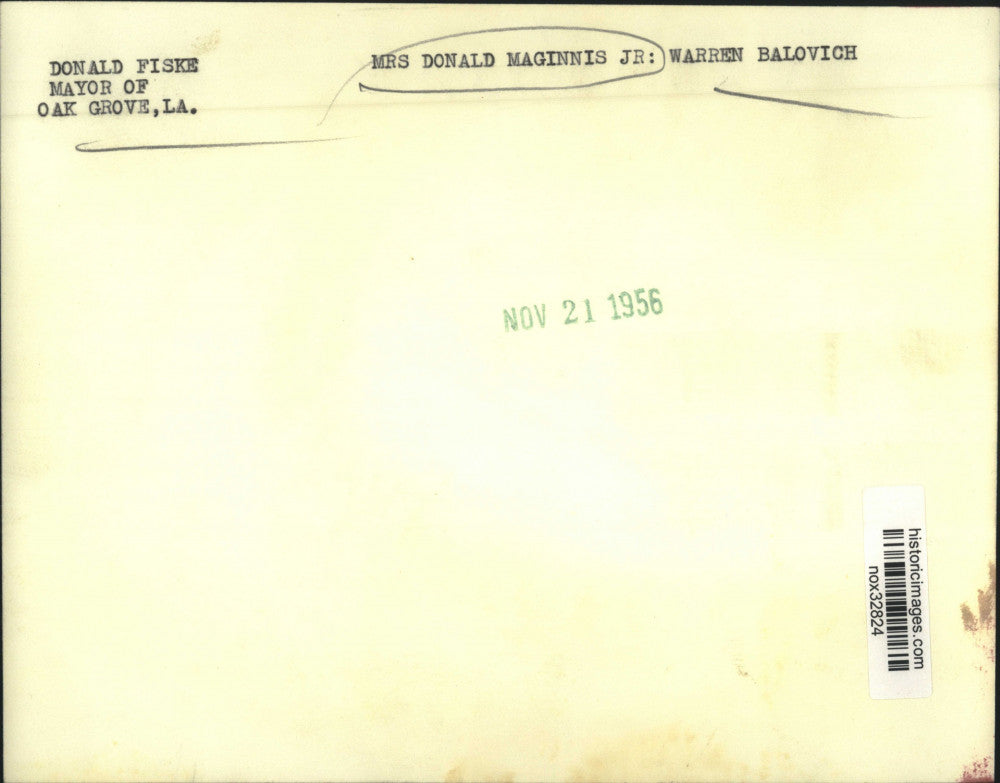 DONALD FISKE
MAYOR OF
OAK GROVE,LA.
MRS DONALD MAGINNIS JR: WARREN BALOVICH
NOV 21 1956
historicimages.com
nox32824